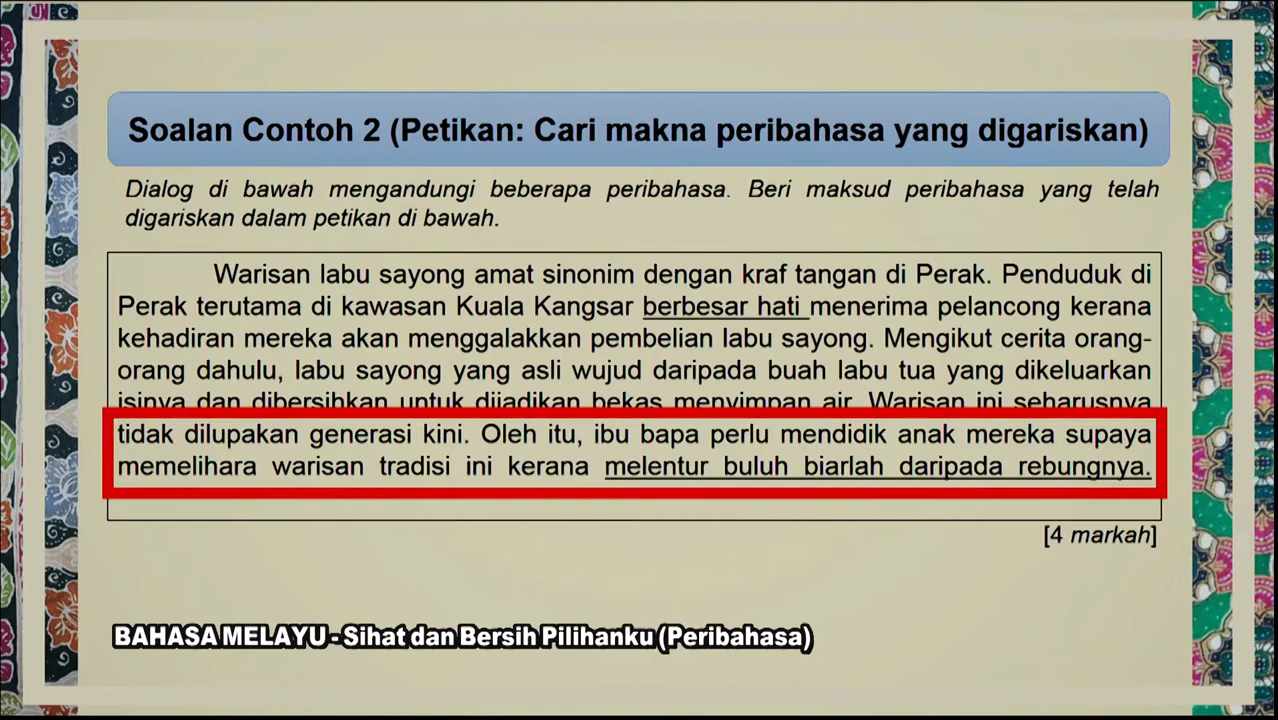 Soalan Contoh 2 (Petikan: Cari makna peribahasa yang digariskan)
Dialog di bawah mengandungi beberapa peribahasa. Beri maksud peribahasa yang telah
digariskan dalam petikan di bawah.
Warisan labu sayong amat sinonim dengan kraf tangan di Perak. Penduduk di
Perak terutama di kawasan Kuala Kangsar berbesar hati menerima pelancong kerana
kehadiran mereka akan menggalakkan pembelian labu sayong. Mengikut cerita orang-
orang dahulu, labu sayong yang asli wujud daripada buah labu tua yang dikeluarkan
isinya dan dibersihkan untuk dijadikan bekas menyimpan air. Warisan ini seharusnya
tidak dilupakan generasi kini. Oleh itu, ibu bapa perlu mendidik anak mereka supaya
memelihara warisan tradisi ini kerana melentur buluh biarlah daripada rebungnya.
[4 markah]
BAHASA MELAYU - Sihat dan Bersih Pilihanku (Peribahasa)